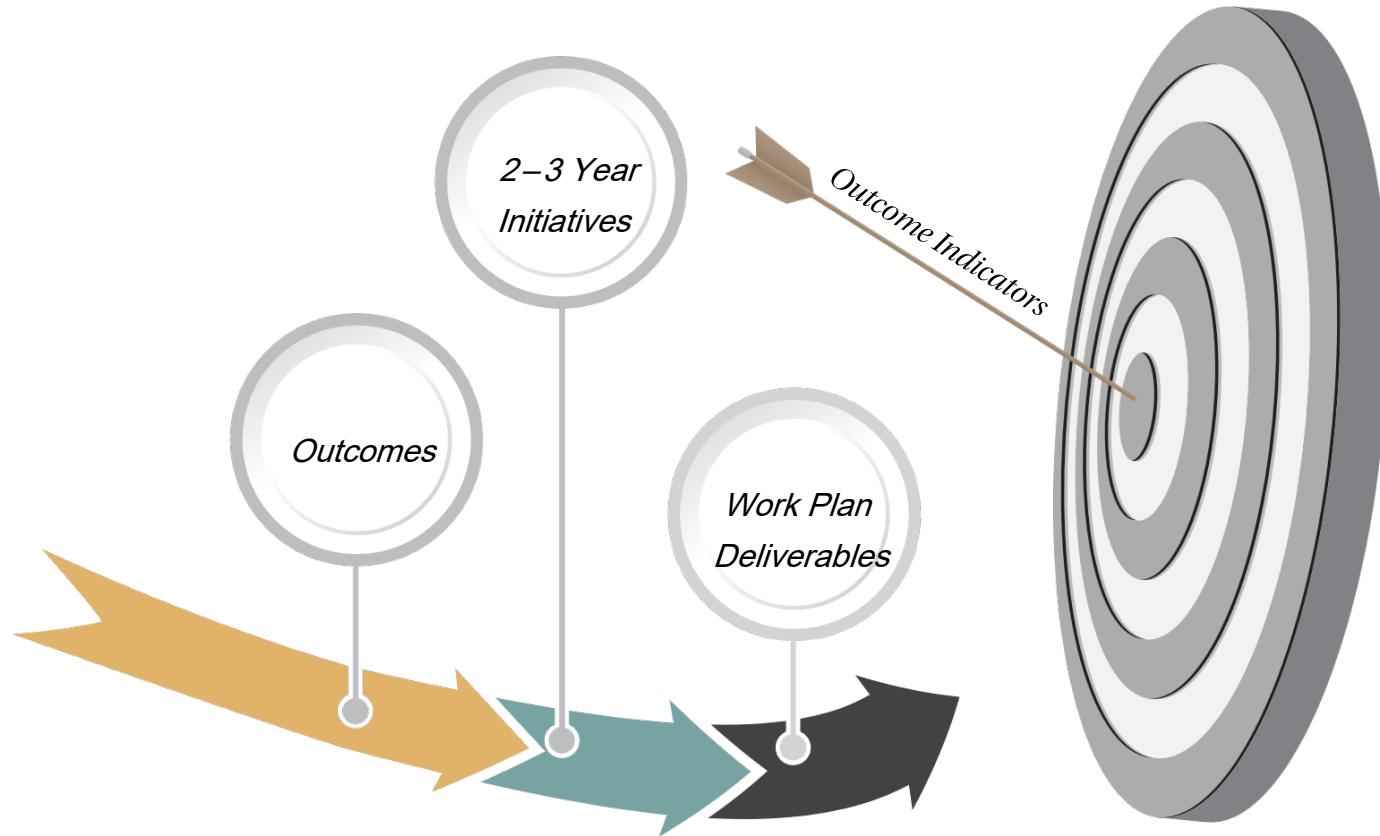 2–3 Year
Initiatives
Outcome Indicators
Outcomes
Work Plan
Deliverables